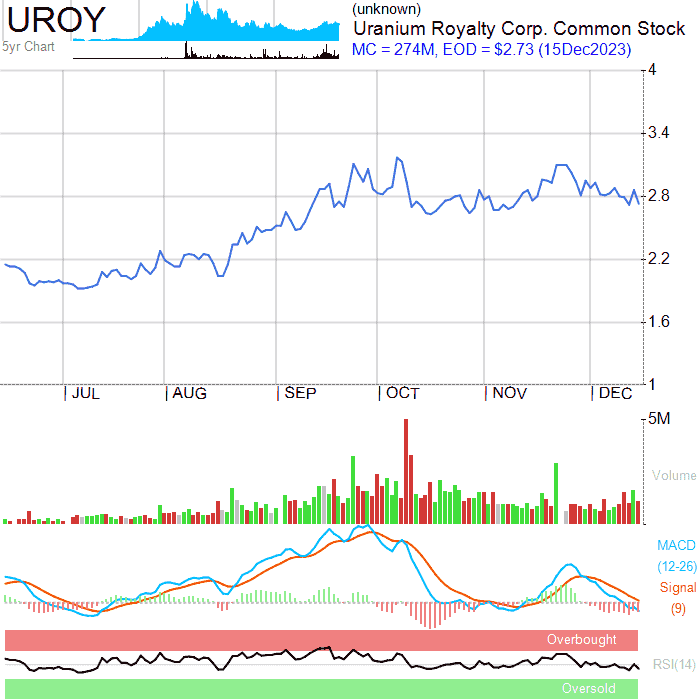 UROY
5yr Chart
(unknown)
Uranium Royalty Corp. Common Stock
MC = 274M, EOD = $2.73 (15Dec2023)
4
3.4
2.8
2.2
1.6
1
JUL AUG SEP OCT NOV DEC
5M
Volume
MACD
(12-26)
Signal
(9)
Overbought
RSI(14)
Oversold